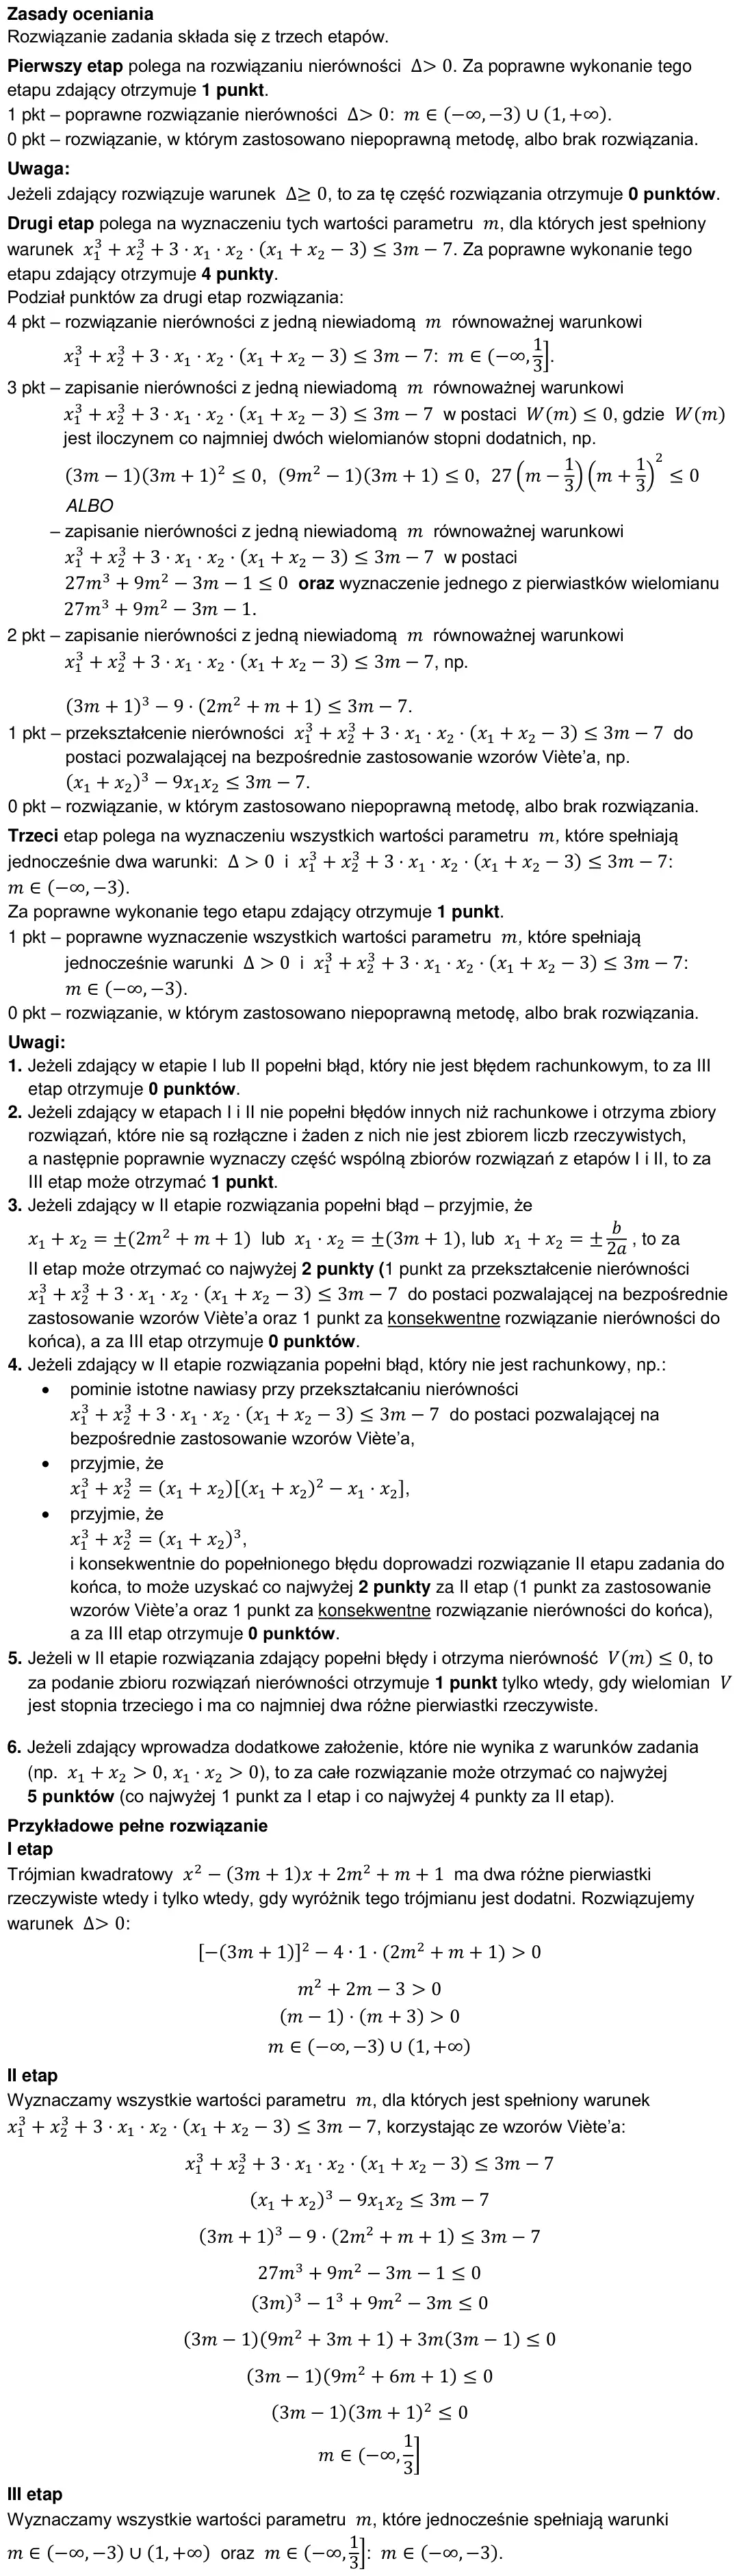 Zasady oceniania
Rozwiązanie zadania składa się z trzech etapów.
Pierwszy etap polega na rozwiązaniu nierówności Δ> 0. Za poprawne wykonanie tego
etapu zdający otrzymuje 1 punkt.
1 pkt – poprawne rozwiązanie nierówności Δ> 0: m ∈ (−∞, −3) ∪ (1, +∞).
0 pkt – rozwiązanie, w którym zastosowano niepoprawną metodę, albo brak rozwiązania.
Uwaga:
Jeżeli zdający rozwiązuje warunek Δ≥ 0, to za tę część rozwiązania otrzymuje 0 punktów.
Drugi etap polega na wyznaczeniu tych wartości parametru m, dla których jest spełniony
warunek x₁³ + x₂³ + 3 · x₁ · x₂ · (x₁ + x₂ − 3) ≤ 3m − 7. Za poprawne wykonanie tego
etapu zdający otrzymuje 4 punkty.
Podział punktów za drugi etap rozwiązania:
4 pkt – rozwiązanie nierówności z jedną niewiadomą m równoważnej warunkowi
x₁³ + x₂³ + 3 · x₁ · x₂ · (x₁ + x₂ − 3) ≤ 3m − 7: m ∈ (−∞, 1/3].
3 pkt – zapisanie nierówności z jedną niewiadomą m równoważnej warunkowi
x₁³ + x₂³ + 3 · x₁ · x₂ · (x₁ + x₂ − 3) ≤ 3m − 7 w postaci W(m) ≤ 0, gdzie W(m)
jest iloczynem co najmniej dwóch wielomianów stopni dodatnich, np.
(3m − 1)(3m + 1)² ≤ 0, (9m² − 1)(3m + 1) ≤ 0, 27(m − 1/3)(m + 1/3)² ≤ 0
ALBO
– zapisanie nierówności z jedną niewiadomą m równoważnej warunkowi
x₁³ + x₂³ + 3 · x₁ · x₂ · (x₁ + x₂ − 3) ≤ 3m − 7 w postaci
27m³ + 9m² − 3m − 1 ≤ 0 oraz wyznaczenie jednego z pierwiastków wielomianu
27m³ + 9m² − 3m − 1.
2 pkt – zapisanie nierówności z jedną niewiadomą m równoważnej warunkowi
x₁³ + x₂³ + 3 · x₁ · x₂ · (x₁ + x₂ − 3) ≤ 3m − 7, np.
(3m + 1)³ − 9 · (2m² + m + 1) ≤ 3m − 7.
1 pkt – przekształcenie nierówności x₁³ + x₂³ + 3 · x₁ · x₂ · (x₁ + x₂ − 3) ≤ 3m − 7 do
postaci pozwalającej na bezpośrednie zastosowanie wzorów Viète’a, np.
(x₁ + x₂)³ − 9x₁x₂ ≤ 3m − 7.
0 pkt – rozwiązanie, w którym zastosowano niepoprawną metodę, albo brak rozwiązania.
Trzeci etap polega na wyznaczeniu wszystkich wartości parametru m, które spełniają
jednocześnie dwa warunki: Δ > 0 i x₁³ + x₂³ + 3 · x₁ · x₂ · (x₁ + x₂ − 3) ≤ 3m − 7:
m ∈ (−∞, −3).
Za poprawne wykonanie tego etapu zdający otrzymuje 1 punkt.
1 pkt – poprawne wyznaczenie wszystkich wartości parametru m, które spełniają
jednocześnie warunki Δ > 0 i x₁³ + x₂³ + 3 · x₁ · x₂ · (x₁ + x₂ − 3) ≤ 3m − 7:
m ∈ (−∞, −3).
0 pkt – rozwiązanie, w którym zastosowano niepoprawną metodę, albo brak rozwiązania.
Uwagi:
1. Jeżeli zdający w etapie I lub II popełni błąd, który nie jest błędem rachunkowym, to za III
etap otrzymuje 0 punktów.
2. Jeżeli zdający w etapach I i II nie popełni błędów innych niż rachunkowe i otrzyma zbiory
rozwiązań, które nie są rozłączne i żaden z nich nie jest zbiorem liczb rzeczywistych,
a następnie poprawnie wyznaczy część wspólną zbiorów rozwiązań z etapów I i II, to za
III etap może otrzymać 1 punkt.
3. Jeżeli zdający w II etapie rozwiązania popełni błąd – przyjmie, że
x₁ + x₂ = ±(2m² + m + 1) lub x₁ · x₂ = ±(3m + 1), lub x₁ + x₂ = ± b/2a , to za
II etap może otrzymać co najwyżej 2 punkty (1 punkt za przekształcenie nierówności
x₁³ + x₂³ + 3 · x₁ · x₂ · (x₁ + x₂ − 3) ≤ 3m − 7 do postaci pozwalającej na bezpośrednie
zastosowanie wzorów Viète’a oraz 1 punkt za konsekwentne rozwiązanie nierówności do
końca), a za III etap otrzymuje 0 punktów.
4. Jeżeli zdający w II etapie rozwiązania popełni błąd, który nie jest rachunkowy, np.:
• pominie istotne nawiasy przy przekształcaniu nierówności
x₁³ + x₂³ + 3 · x₁ · x₂ · (x₁ + x₂ − 3) ≤ 3m − 7 do postaci pozwalającej na
bezpośrednie zastosowanie wzorów Viète’a,
• przyjmie, że
x₁³ + x₂³ = (x₁ + x₂)[(x₁ + x₂)² − x₁ · x₂],
• przyjmie, że
x₁³ + x₂³ = (x₁ + x₂)³,
i konsekwentnie do popełnionego błędu doprowadzi rozwiązanie II etapu zadania do
końca, to może uzyskać co najwyżej 2 punkty za II etap (1 punkt za zastosowanie
wzorów Viète’a oraz 1 punkt za konsekwentne rozwiązanie nierówności do końca),
a za III etap otrzymuje 0 punktów.
5. Jeżeli w II etapie rozwiązania zdający popełni błędy i otrzyma nierówność V(m) ≤ 0, to
za podanie zbioru rozwiązań nierówności otrzymuje 1 punkt tylko wtedy, gdy wielomian V
jest stopnia trzeciego i ma co najmniej dwa różne pierwiastki rzeczywiste.
6. Jeżeli zdający wprowadza dodatkowe założenie, które nie wynika z warunków zadania
(np. x₁ + x₂ > 0, x₁ · x₂ > 0), to za całe rozwiązanie może otrzymać co najwyżej
5 punktów (co najwyżej 1 punkt za I etap i co najwyżej 4 punkty za II etap).
Przykładowe pełne rozwiązanie
I etap
Trójmian kwadratowy x² − (3m + 1)x + 2m² + m + 1 ma dwa różne pierwiastki
rzeczywiste wtedy i tylko wtedy, gdy wyróżnik tego trójmianu jest dodatni. Rozwiązujemy
warunek Δ> 0:
[−(3m + 1)]² − 4 · 1 · (2m² + m + 1) > 0
m² + 2m − 3 > 0
(m − 1) · (m + 3) > 0
m ∈ (−∞, −3) ∪ (1, +∞)
II etap
Wyznaczamy wszystkie wartości parametru m, dla których jest spełniony warunek
x₁³ + x₂³ + 3 · x₁ · x₂ · (x₁ + x₂ − 3) ≤ 3m − 7, korzystając ze wzorów Viète’a:
x₁³ + x₂³ + 3 · x₁ · x₂ · (x₁ + x₂ − 3) ≤ 3m − 7
(x₁ + x₂)³ − 9x₁x₂ ≤ 3m − 7
(3m + 1)³ − 9 · (2m² + m + 1) ≤ 3m − 7
27m³ + 9m² − 3m − 1 ≤ 0
(3m)³ − 1³ + 9m² − 3m ≤ 0
(3m − 1)(9m² + 3m + 1) + 3m(3m − 1) ≤ 0
(3m − 1)(9m² + 6m + 1) ≤ 0
(3m − 1)(3m + 1)² ≤ 0
m ∈ (−∞, 1/3]
III etap
Wyznaczamy wszystkie wartości parametru m, które jednocześnie spełniają warunki
m ∈ (−∞, −3) ∪ (1, +∞) oraz m ∈ (−∞, 1/3]: m ∈ (−∞, −3).